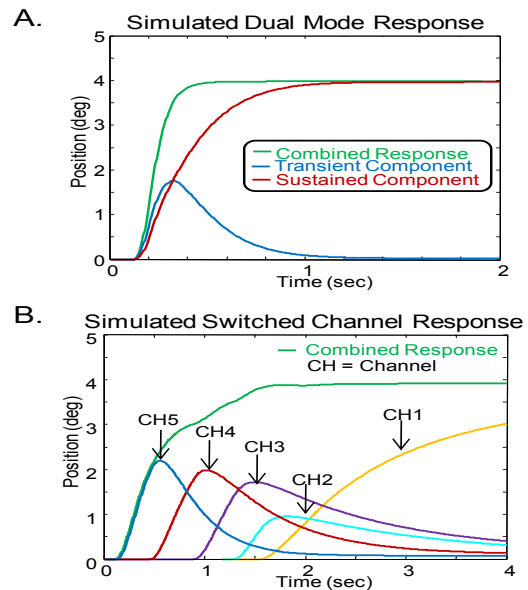 A.
Simulated Dual Mode Response
5
4
3
2
1
0
Position (deg)
Combined Response
Transient Component
Sustained Component
0
1
2
Time (sec)
B.
Simulated Switched Channel Response
5
4
3
2
1
0
Position (deg)
Combined Response
CH = Channel
CH1
CH5
CH4
CH3
CH2
0
1
2
3
4
Time (sec)